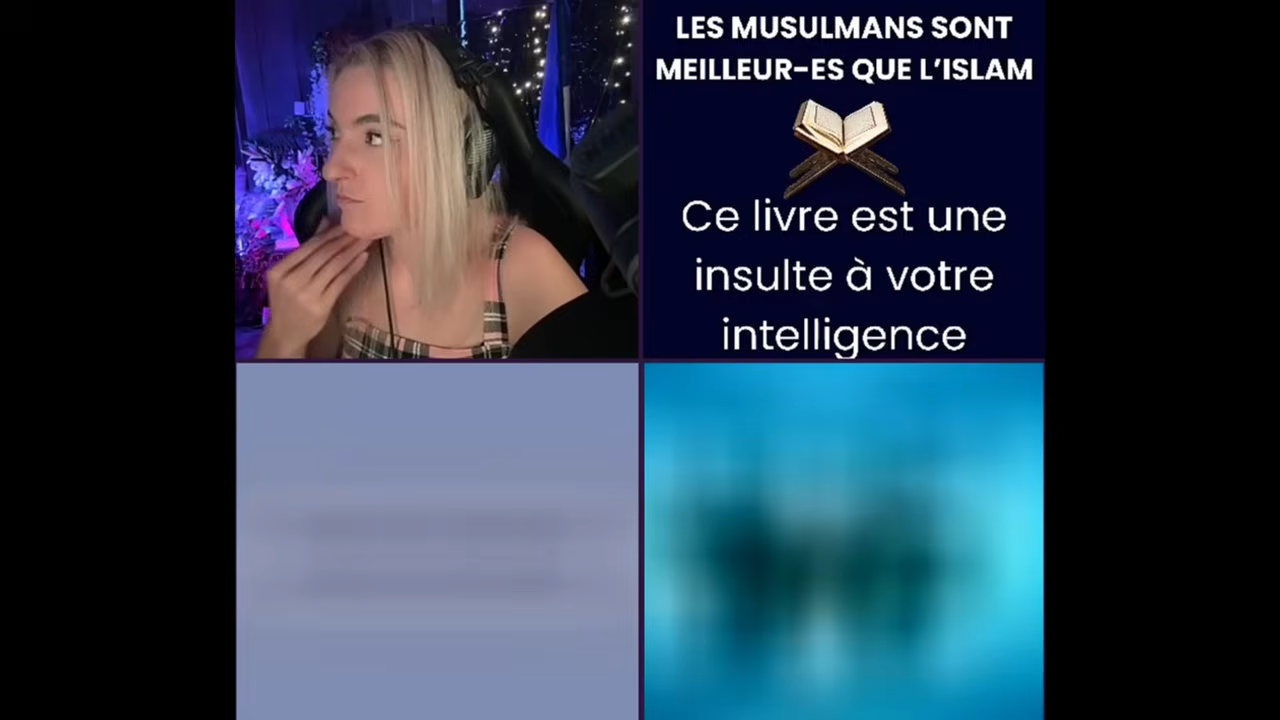 LES MUSULMANS SONT
MEILLEUR-ES QUE L'ISLAM
Ce livre est une
insulte à votre
intelligence